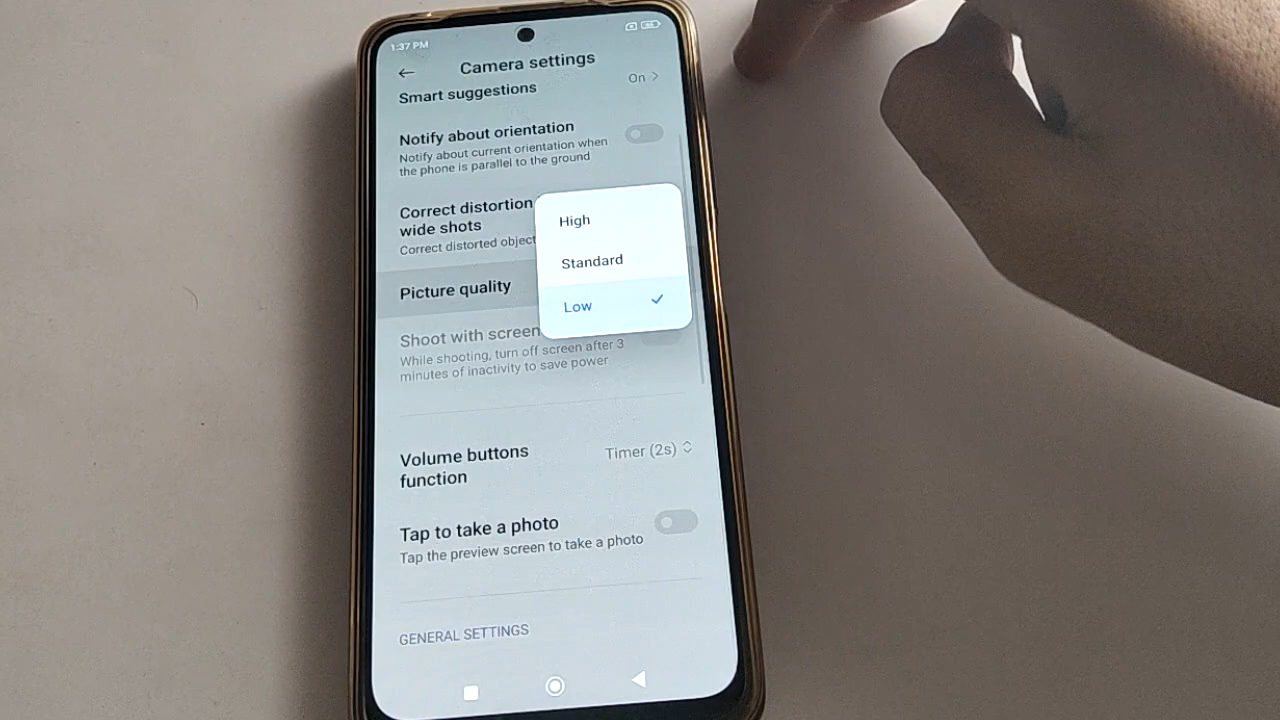 1:37 PM
Camera settings
Smart suggestions
On
Notify about orientation
Notify about current orientation when
the phone is parallel to the ground
Correct distortion
wide shots
Correct distorted object
High
Standard
Low
Picture quality
Shoot with screen
While shooting, turn off screen after 3
minutes of inactivity to save power
Volume buttons
function
Timer (2s)
Tap to take a photo
Tap the preview screen to take a photo
GENERAL SETTINGS